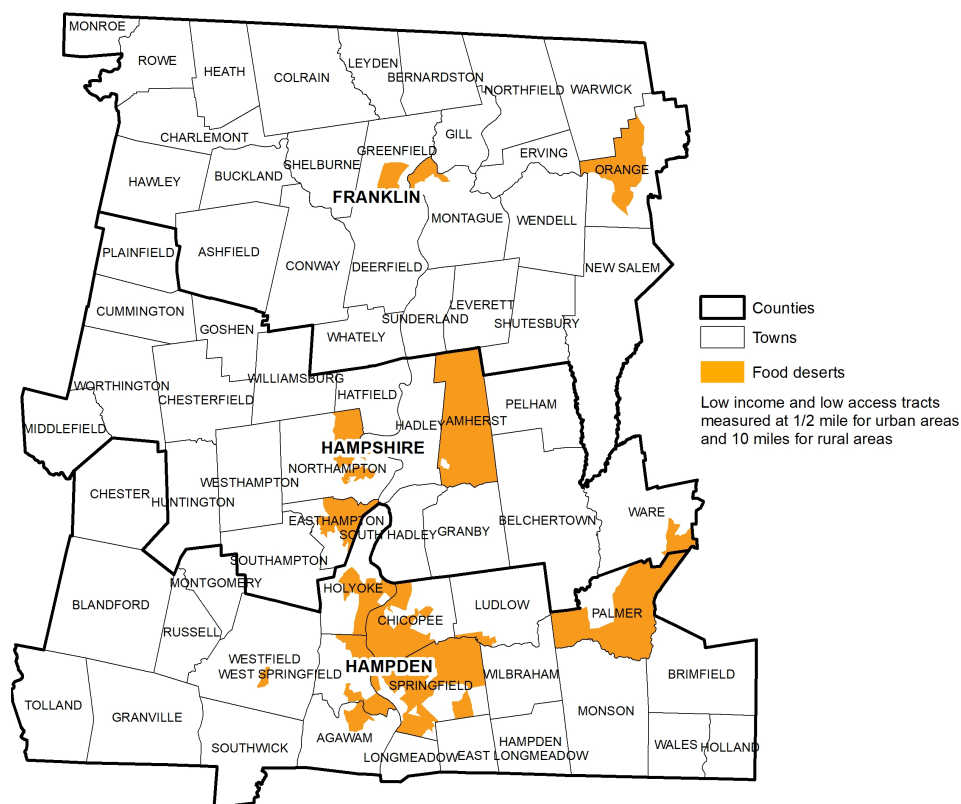 MONROE
ROWE
HEATH
COLRAIN
LEYDEN
BERNARDSTON
NORTHFIELD
WARWICK
CHARLEMONT
GILL
GREENFIELD
ERVING
SHELBURNE
ORANGE
HAWLEY
BUCKLAND
FRANKLIN
MONTAGUE
WENDELL
PLAINFIELD
ASHFIELD
CONWAY
DEERFIELD
NEW SALEM
CUMMINGTON
GOSHEN
LEVERETT
SUNDERLAND
SHUTESBURY
WHATELY
Counties
Towns
Food deserts
Low income and low access tracts
measured at 1/2 mile for urban areas
and 10 miles for rural areas
WORTHINGTON
CHESTERFIELD
WILLIAMSBURG
HATFIELD
PELHAM
MIDDLEFIELD
HADLEY
AMHERST
HAMPSHIRE
NORTHAMPTON
CHESTER
HUNTINGTON
WESTHAMPTON
EASTHAMPTON
SOUTH HADLEY
GRANBY
BELCHERTOWN
WARE
SOUTHAMPTON
MONTGOMERY
HOLYOKE
BLANDFORD
LUDLOW
PALMER
CHICOPEE
RUSSELL
WESTFIELD
WEST SPRINGFIELD
HAMPDEN
SPRINGFIELD
WILBRAHAM
BRIMFIELD
TOLLAND
GRANVILLE
MONSON
SOUTHWICK
AGAWAM
LONGMEADOW
EAST LONGMEADOW
HAMPDEN
WALES
HOLLAND